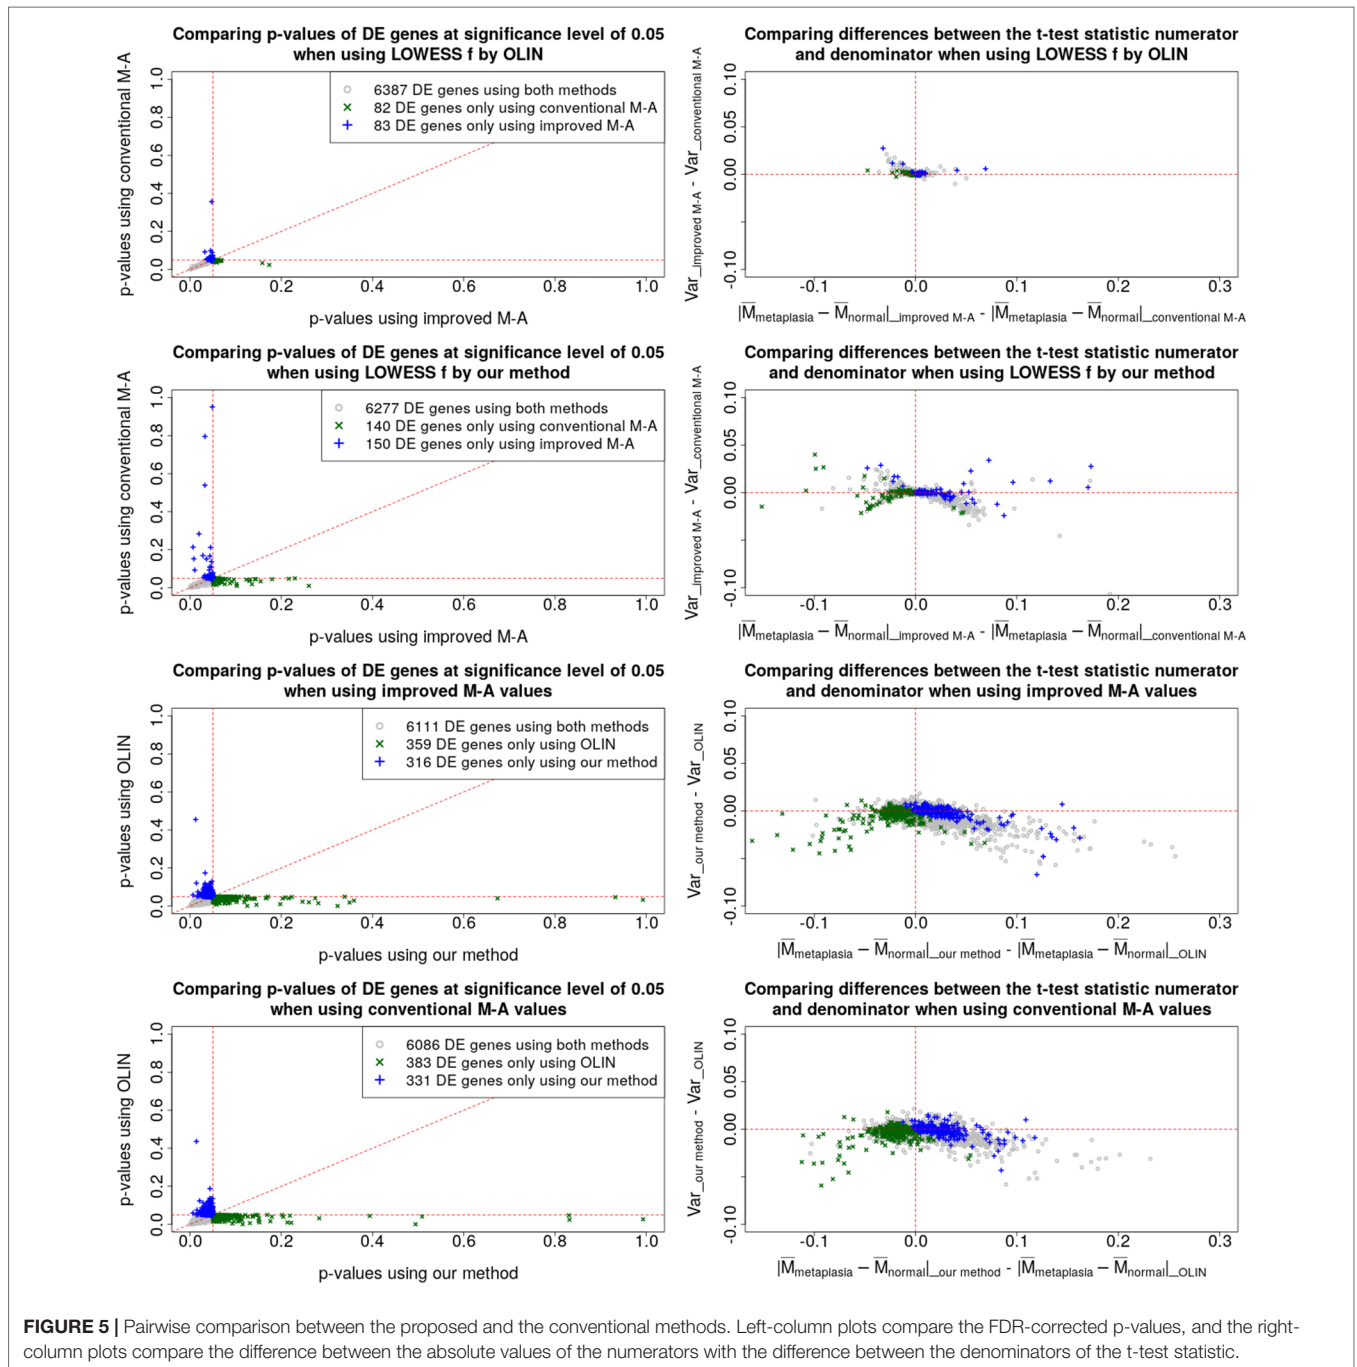 Comparing p-values of DE genes at significance level of 0.05
when using LOWESS f by OLIN
p-values using conventional M-A
1.0
0.8
0.6
0.4
0.2
0.0
6387 DE genes using both methods
82 DE genes only using conventional M-A
83 DE genes only using improved M-A
0.0 0.2 0.4 0.6 0.8 1.0
p-values using improved M-A
Comparing differences between the t-test statistic numerator
and denominator when using LOWESS f by OLIN
Var_improved M-A - Var_conventional M-A
0.10
0.05
0.00
-0.10
-0.1 0.0 0.1 0.2 0.3
|M̅metaplasia − M̅normal|_improved M-A - |M̅metaplasia − M̅normal|_conventional M-A
Comparing p-values of DE genes at significance level of 0.05
when using LOWESS f by our method
p-values using conventional M-A
1.0
0.8
0.6
0.4
0.2
0.0
6277 DE genes using both methods
140 DE genes only using conventional M-A
150 DE genes only using improved M-A
0.0 0.2 0.4 0.6 0.8 1.0
p-values using improved M-A
Comparing differences between the t-test statistic numerator
and denominator when using LOWESS f by our method
Var_improved M-A - Var_conventional M-A
0.10
0.05
0.00
-0.10
-0.1 0.0 0.1 0.2 0.3
|M̅metaplasia − M̅normal|_improved M-A - |M̅metaplasia − M̅normal|_conventional M-A
Comparing p-values of DE genes at significance level of 0.05
when using improved M-A values
p-values using OLIN
1.0
0.8
0.6
0.4
0.2
0.0
6111 DE genes using both methods
359 DE genes only using OLIN
316 DE genes only using our method
0.0 0.2 0.4 0.6 0.8 1.0
p-values using our method
Comparing differences between the t-test statistic numerator
and denominator when using improved M-A values
Var_our method - Var_OLIN
0.10
0.05
0.00
-0.10
-0.1 0.0 0.1 0.2 0.3
|M̅metaplasia − M̅normal|_our method - |M̅metaplasia − M̅normal|_OLIN
Comparing p-values of DE genes at significance level of 0.05
when using conventional M-A values
p-values using OLIN
1.0
0.8
0.6
0.4
0.2
0.0
6086 DE genes using both methods
383 DE genes only using OLIN
331 DE genes only using our method
0.0 0.2 0.4 0.6 0.8 1.0
p-values using our method
Comparing differences between the t-test statistic numerator
and denominator when using conventional M-A values
Var_our method - Var_OLIN
0.10
0.05
0.00
-0.10
-0.1 0.0 0.1 0.2 0.3
|M̅metaplasia − M̅normal|_our method - |M̅metaplasia − M̅normal|_OLIN
FIGURE 5 | Pairwise comparison between the proposed and the conventional methods. Left-column plots compare the FDR-corrected p-values, and the right-
column plots compare the difference between the absolute values of the numerators with the difference between the denominators of the t-test statistic.